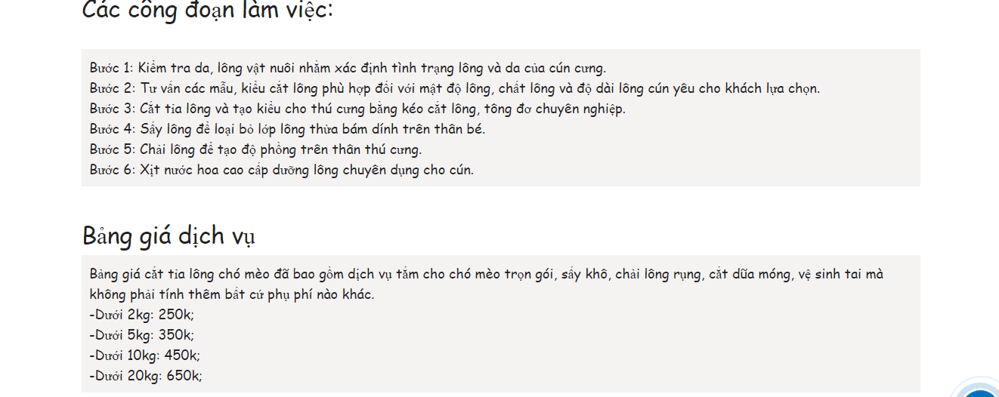 Các công đoạn làm việc:
Bước 1: Kiểm tra da, lông vật nuôi nhằm xác định tình trạng lông và da của cún cưng.
Bước 2: Tư vấn các mẫu, kiểu cắt lông phù hợp đối với mật độ lông, chất lông và độ dài lông cún yêu cho khách lựa chọn.
Bước 3: Cắt tỉa lông và tạo kiểu cho thú cưng bằng kéo cắt lông, tông đơ chuyên nghiệp.
Bước 4: Sấy lông để loại bỏ lớp lông thừa bám dính trên thân bé.
Bước 5: Chải lông để tạo độ phồng trên thân thú cưng.
Bước 6: Xịt nước hoa cao cấp dưỡng lông chuyên dụng cho cún.
Bảng giá dịch vụ
Bảng giá cắt tỉa lông chó mèo đã bao gồm dịch vụ tắm cho chó mèo trọn gói, sấy khô, chải lông rụng, cắt dũa móng, vệ sinh tai mà
không phải tính thêm bất cứ phụ phí nào khác.
-Dưới 2kg: 250k;
-Dưới 5kg: 350k;
-Dưới 10kg: 450k;
-Dưới 20kg: 650k;